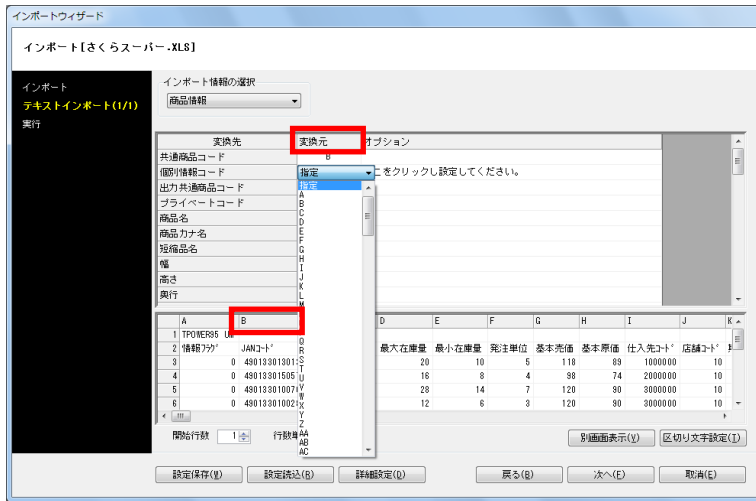 インポートウィザード
インポート[さくらスーパー.XLS]
インポート
テキストインポート(1/1)
実行
インポート情報の選択
商品情報
変換先 変換元 オプション
共通商品コード B
個別情報コード 指定 こをクリックし設定してください。
出力共通商品コード 指定
プライベートコード A
B
商品名 C
D
商品カナ名 E
F
短縮品名 G
幅 H
I
高さ J
K
奥行 L
M
A B D E F G H I J K
1 TPOWER95
2 情報フラグ JANコード 最大在庫量 最小在庫量 発注単位 基本売価 基本原価 仕入先コード 店舗コード
3 0 490133013013 20 10 5 118 89 1000000 10
4 0 49018301505 16 8 4 98 74 2000000 10
5 0 49013301007 28 14 7 120 90 3000000 10
6 0 49013301002 12 6 3 120 90 3000000 10
Q
R
S
T
U
V
W
X
Y
Z
AA
AB
AC
開始行数 1 行数
別画面表示(V) 区切り文字設定(I)
設定保存(W) 設定読込(R) 詳細設定(D) 戻る(B) 次へ(F) 取消(E)